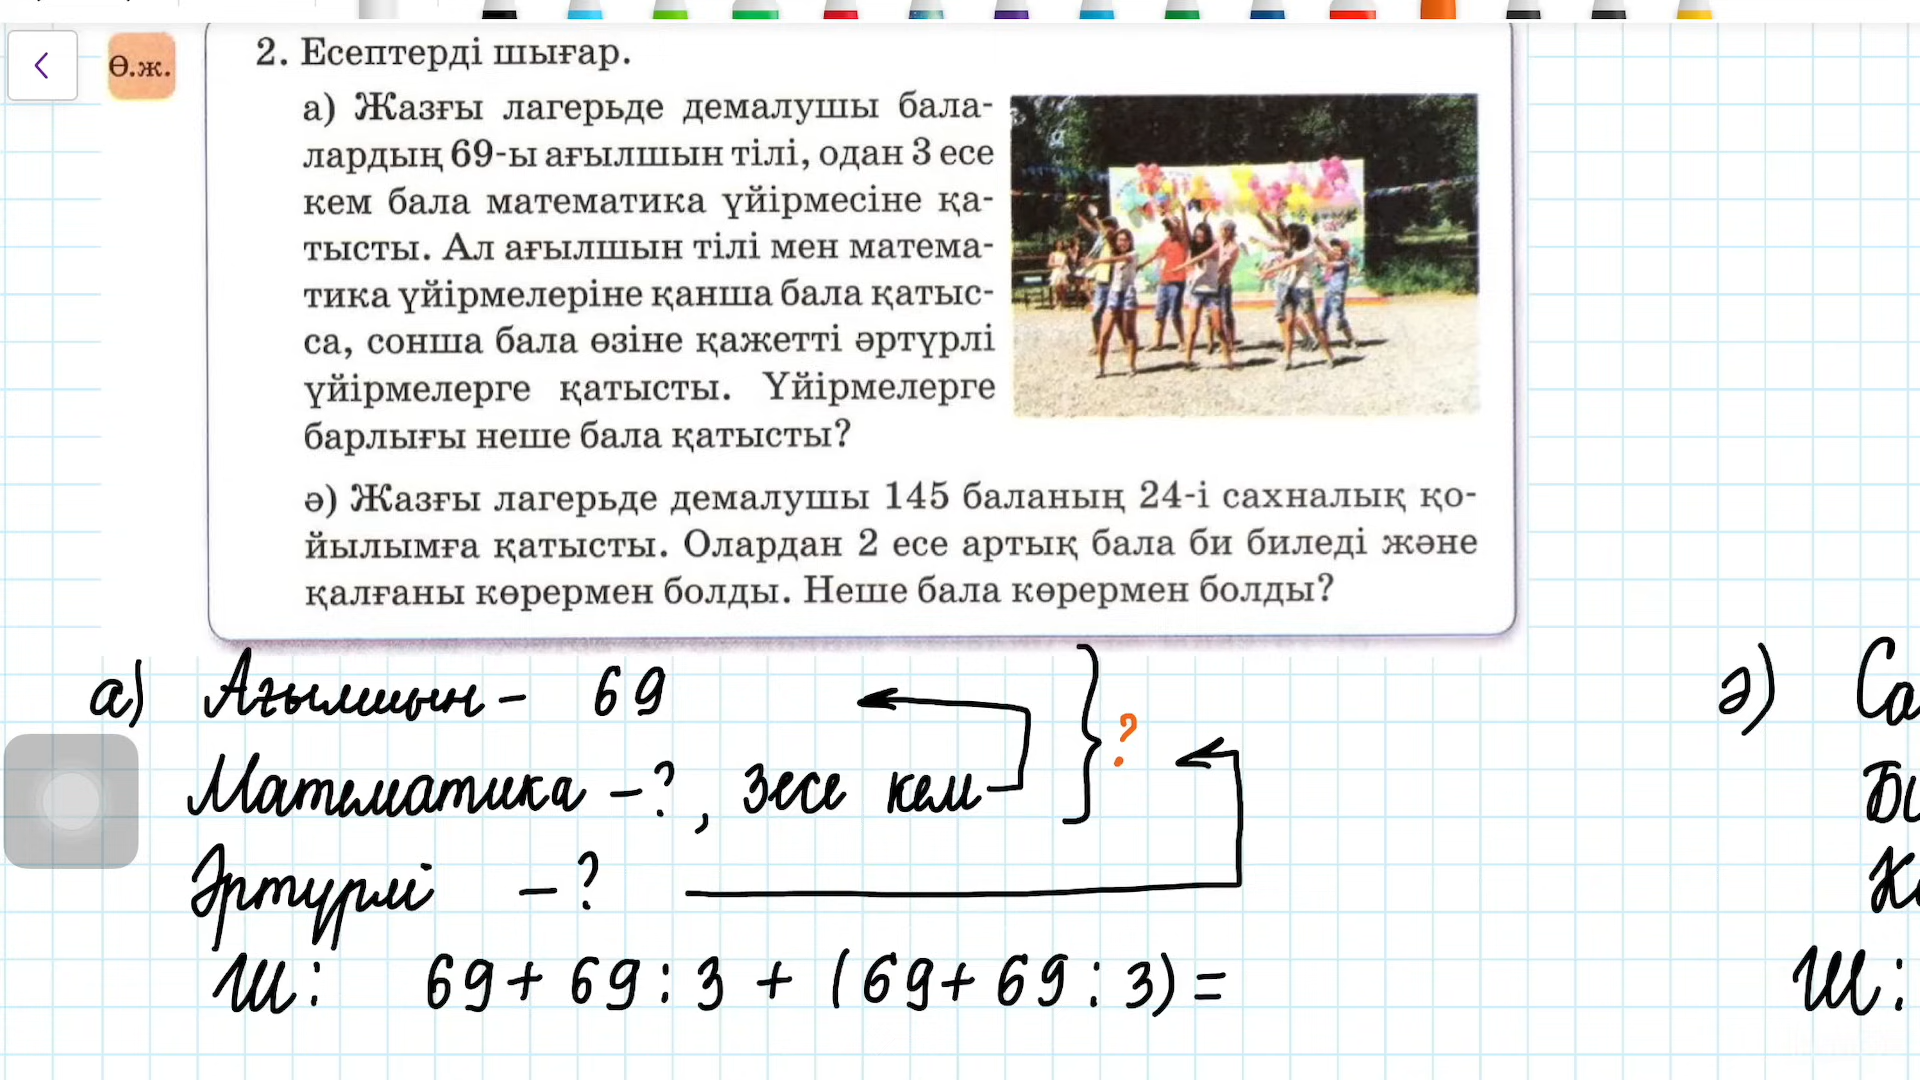 Ө.ж.
2. Есептерді шығар.
а) Жазғы лагерьде демалушы бала-
лардың 69-ы ағылшын тілі, одан 3 есе
кем бала математика үйірмесіне қа-
тысты. Ал ағылшын тілі мен матема-
тика үйірмелеріне қанша бала қатыс-
са, сонша бала өзіне қажетті әртүрлі
үйірмелерге қатысты. Үйірмелерге
барлығы неше бала қатысты?
ә) Жазғы лагерьде демалушы 145 баланың 24-і сахналық қо-
йылымға қатысты. Олардан 2 есе артық бала би биледі және
қалғаны көрермен болды. Неше бала көрермен болды?
а) Ағылшын – 69
Математика – ?, 3есе кем
?
Әртүрлі – ?
Ш: 69 + 69 : 3 + (69 + 69 : 3) =
ә) Са
Би
Ш: